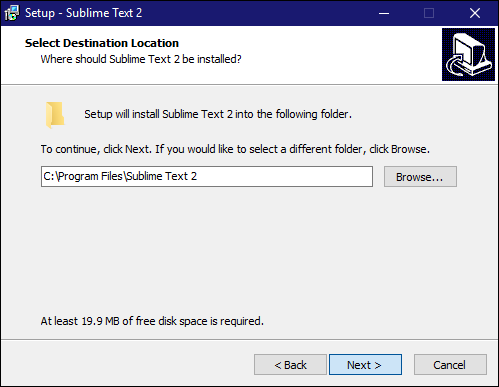 Setup - Sublime Text 2
Select Destination Location
Where should Sublime Text 2 be installed?
Setup will install Sublime Text 2 into the following folder.
To continue, click Next. If you would like to select a different folder, click Browse.
C:\Program Files\Sublime Text 2
Browse...
At least 19.9 MB of free disk space is required.
< Back
Next >
Cancel